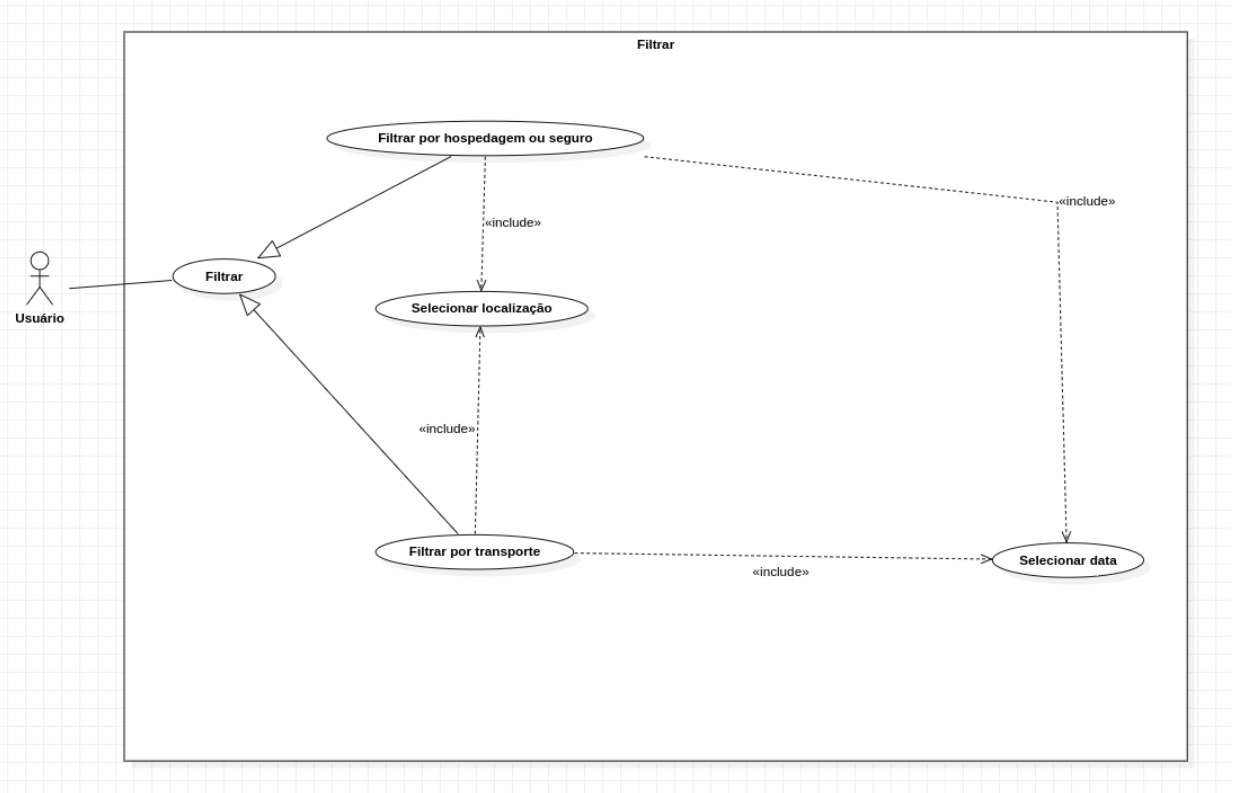 Filtrar
Filtrar por hospedagem ou seguro
«include»
«include»
Filtrar
Selecionar localização
Usuário
«include»
Filtrar por transporte
Selecionar data
«include»